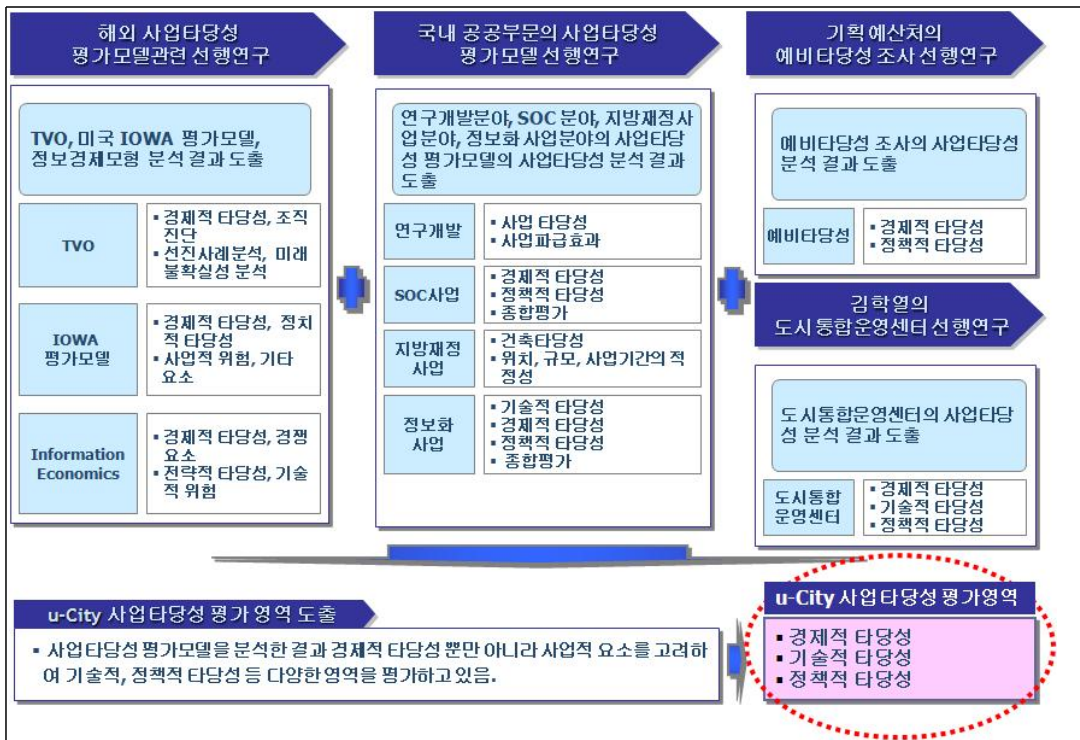 해외 사업타당성
평가모델관련 선행연구
TVO, 미국 IOWA 평가모델,
정보경제모형 분석 결과 도출
TVO
▪ 경제적 타당성, 조직
진단
▪ 선진사례분석, 미래
불확실성 분석
IOWA
평가모델
▪ 경제적 타당성, 정치
적 타당성
▪ 사업적 위험, 기타
요소
Information
Economics
▪ 경제적 타당성, 경쟁
요소
▪ 전략적 타당성, 기술
적 위험
국내 공공부문의 사업타당성
평가모델 선행연구
연구개발분야, SOC 분야, 지방재정사
업분야, 정보화 사업분야의 사업타당
성 평가모델의 사업타당성 분석 결과
도출
연구개발
▪ 사업 타당성
▪ 사업파급효과
SOC사업
▪ 경제적 타당성
▪ 정책적 타당성
▪ 종합평가
지방재정
사업
▪ 건축타당성
▪ 위치, 규모, 사업기간의 적
정성
정보화
사업
▪ 기술적 타당성
▪ 경제적 타당성
▪ 정책적 타당성
▪ 종합평가
기획예산처의
예비타당성 조사 선행연구
예비타당성 조사의 사업타당성
분석 결과 도출
예비타당성
▪ 경제적 타당성
▪ 정책적 타당성
김학열의
도시통합운영센터 선행연구
도시통합운영센터의 사업타당
성 분석 결과 도출
도시통합
운영센터
▪ 경제적 타당성
▪ 기술적 타당성
▪ 정책적 타당성
u-City 사업타당성 평가 영역 도출
▪ 사업타당성 평가모델을 분석한 결과 경제적 타당성 뿐만 아니라 사업적 요소를 고려하
여 기술적, 정책적 타당성 등 다양한 영역을 평가하고 있음.
u-City 사업타당성 평가영역
▪ 경제적 타당성
▪ 기술적 타당성
▪ 정책적 타당성